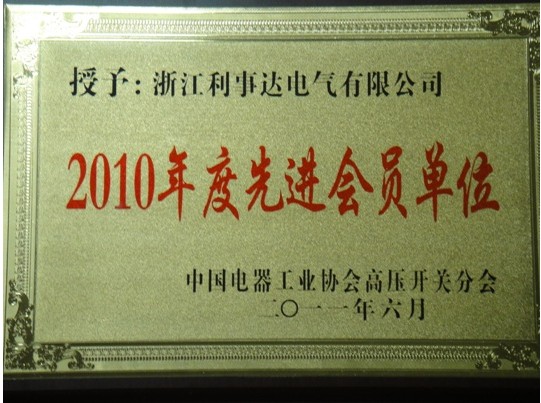 授予：浙江利事达电气有限公司
2010年度先进会员单位
中国电器工业协会高压开关分会
二〇一一年六月